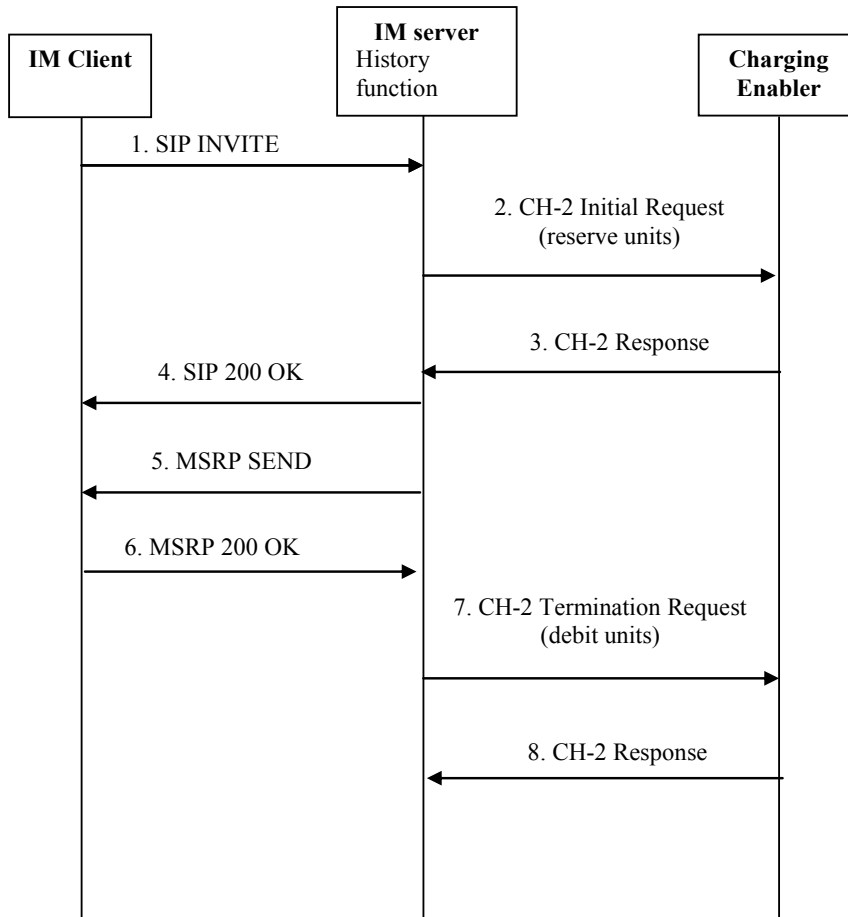 IM Client
IM server
History
function
Charging
Enabler
1. SIP INVITE
2. CH-2 Initial Request
(reserve units)
3. CH-2 Response
4. SIP 200 OK
5. MSRP SEND
6. MSRP 200 OK
7. CH-2 Termination Request
(debit units)
8. CH-2 Response